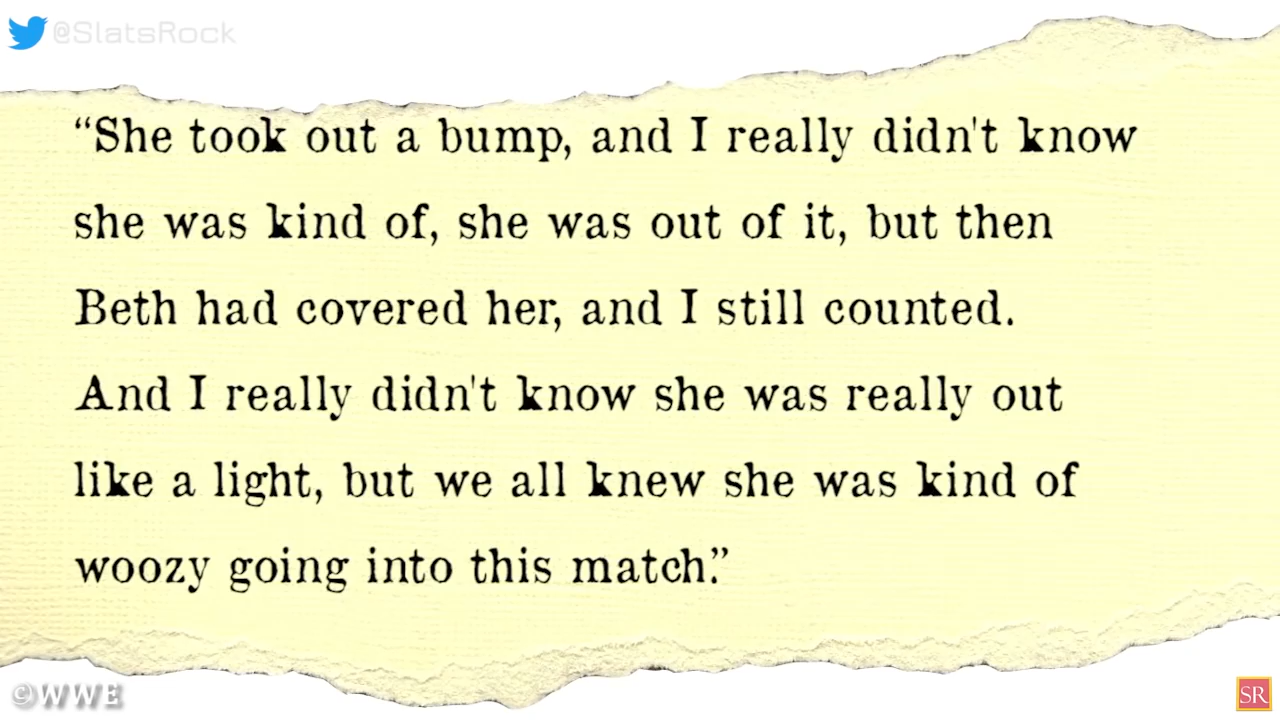 @SlatsRock
“She took out a bump, and I really didn't know
she was kind of, she was out of it, but then
Beth had covered her, and I still counted.
And I really didn't know she was really out
like a light, but we all knew she was kind of
woozy going into this match.”
©WWE
SR